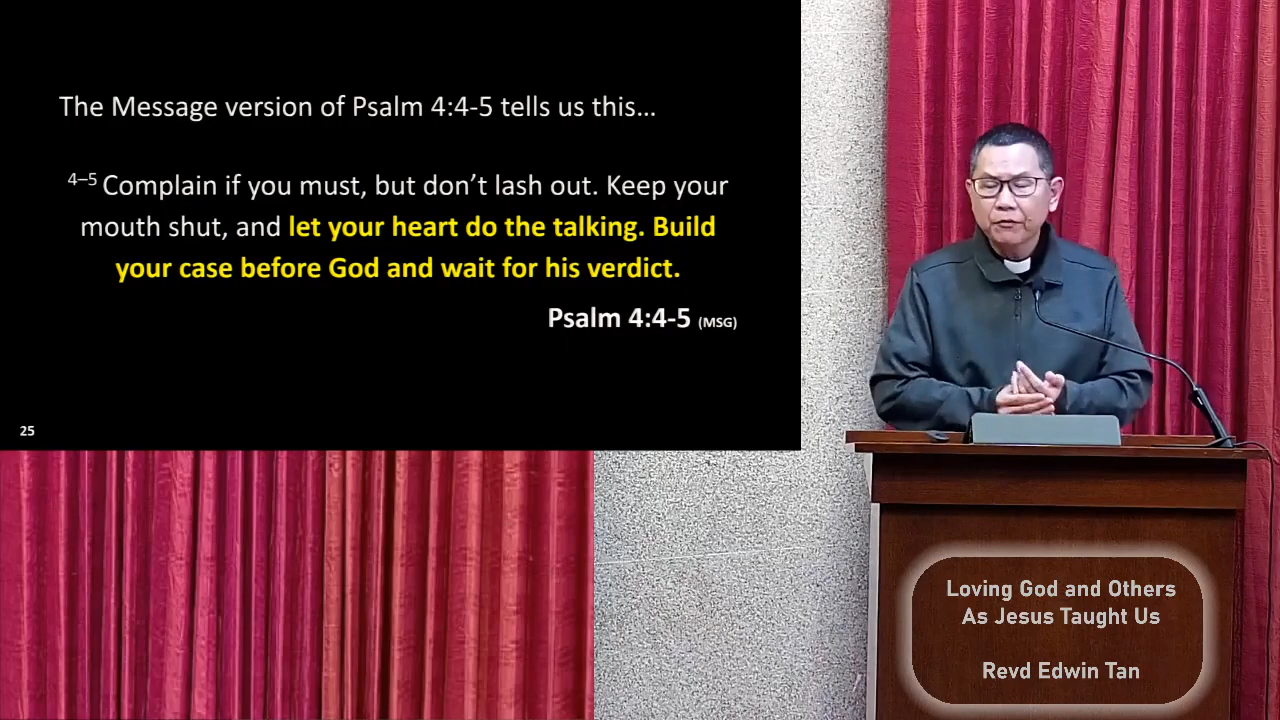 The Message version of Psalm 4:4-5 tells us this…
4–5 Complain if you must, but don’t lash out. Keep your
mouth shut, and let your heart do the talking. Build
your case before God and wait for his verdict.
Psalm 4:4-5 (MSG)
25
Loving God and Others
As Jesus Taught Us
Revd Edwin Tan